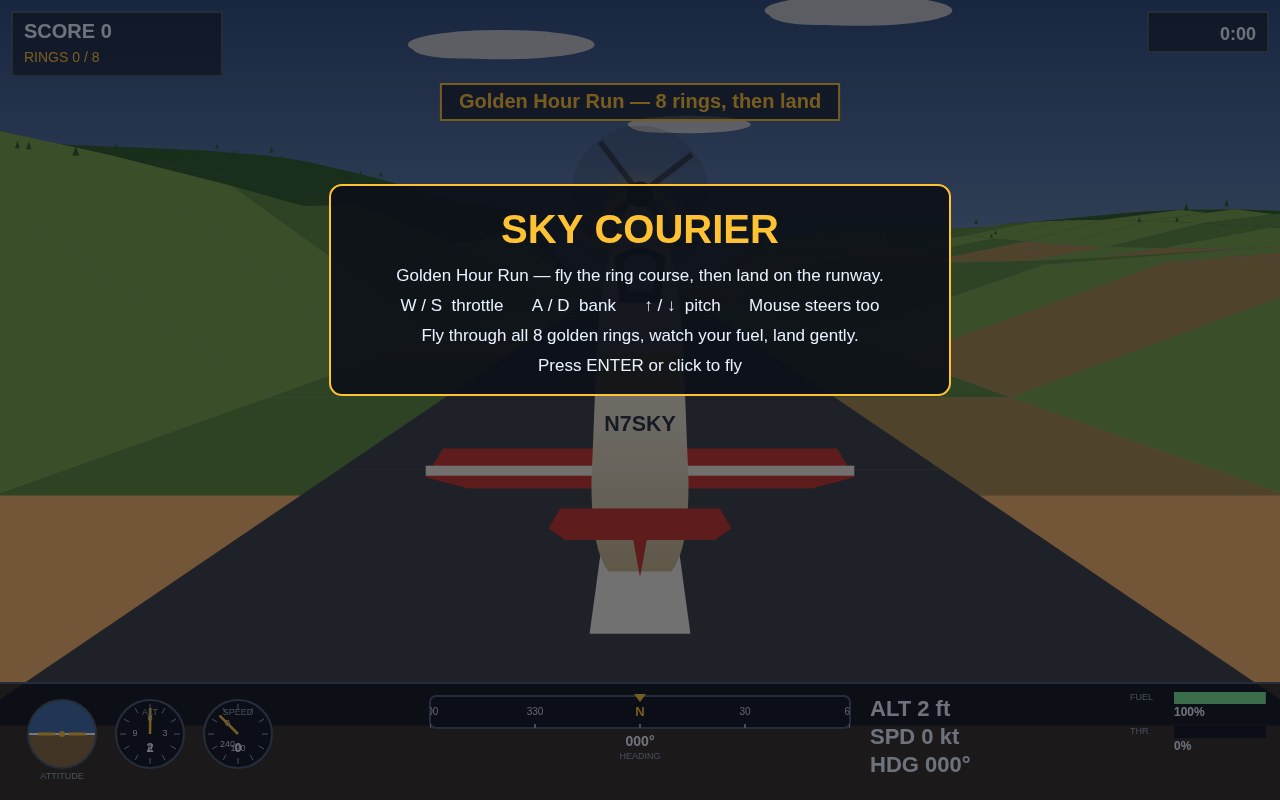 SCORE 0
RINGS 0 / 8
0:00
Golden Hour Run — 8 rings, then land
SKY COURIER
Golden Hour Run — fly the ring course, then land on the runway.
W / S throttle A / D bank ↑ / ↓ pitch Mouse steers too
Fly through all 8 golden rings, watch your fuel, land gently.
Press ENTER or click to fly
N7SKY
ATTITUDE
ALT
9 3
2
SPEED
240
0
330 N 30
000°
HEADING
ALT 2 ft
SPD 0 kt
HDG 000°
FUEL
100%
THR
0%